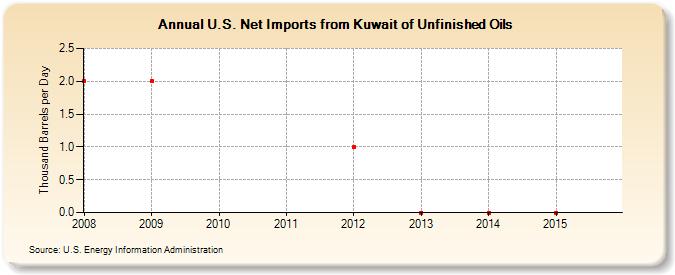 Annual U.S. Net Imports from Kuwait of Unfinished Oils
Thousand Barrels per Day
2.5
2.0
1.5
1.0
0.5
0.0
2008 2009 2010 2011 2012 2013 2014 2015
Source: U.S. Energy Information Administration